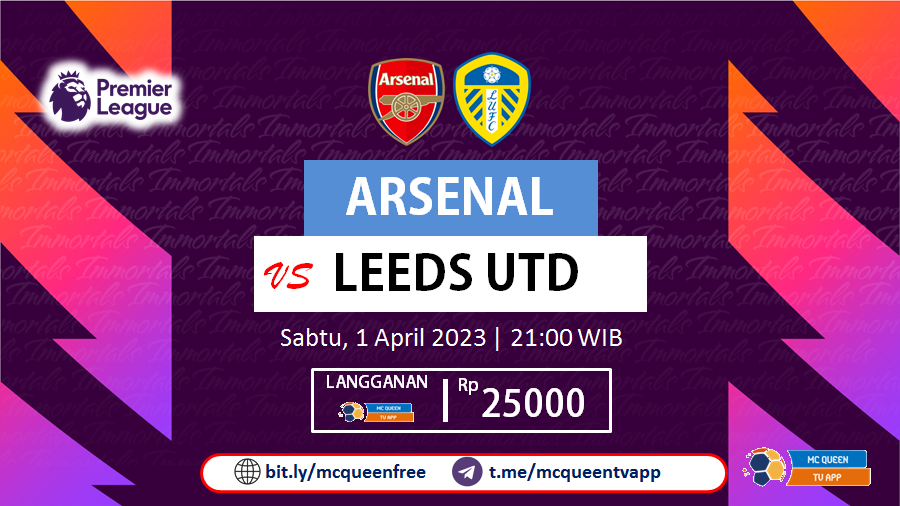 Premier
League
Arsenal
LUFC
ARSENAL
VS LEEDS UTD
Sabtu, 1 April 2023 | 21:00 WIB
LANGGANAN
MC QUEEN
TV APP
Rp 25000
bit.ly/mcqueenfree
t.me/mcqueentvapp
MC QUEEN
TV APP
Immortals